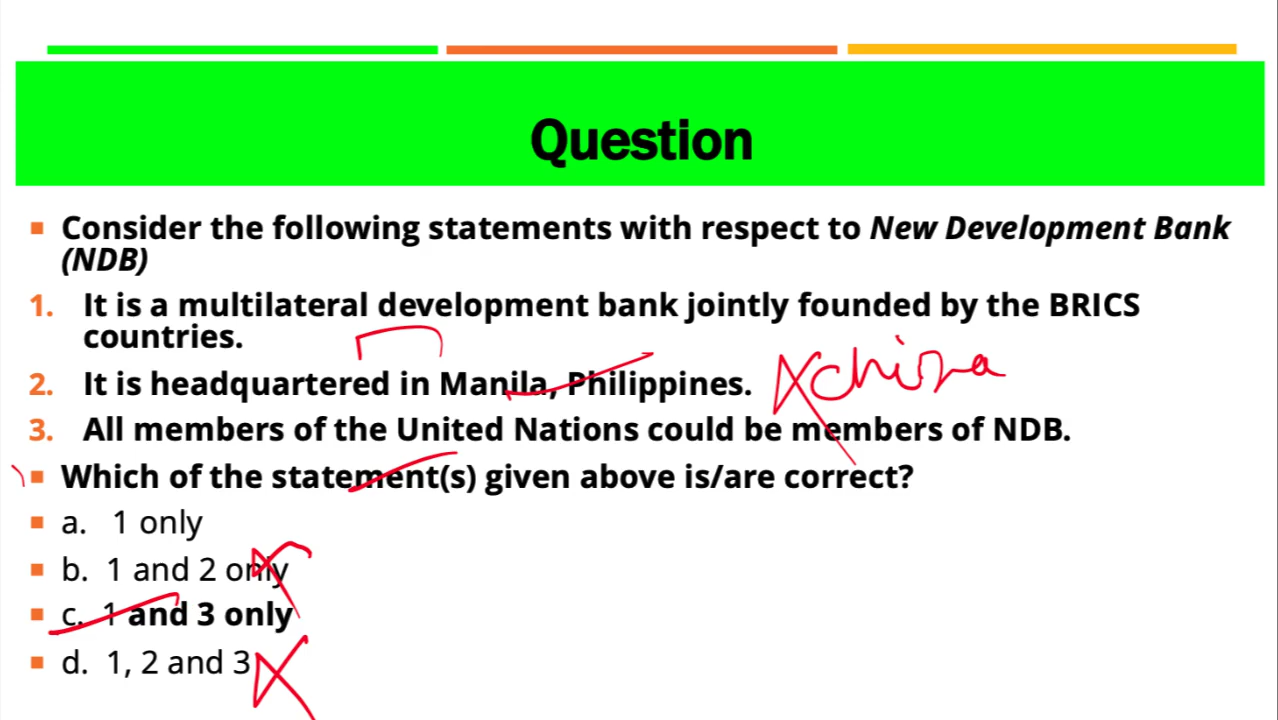 Question
Consider the following statements with respect to New Development Bank
(NDB)
1. It is a multilateral development bank jointly founded by the BRICS
countries.
2. It is headquartered in Manila, Philippines. China
3. All members of the United Nations could be members of NDB.
Which of the statement(s) given above is/are correct?
a. 1 only
b. 1 and 2 only
c. 1 and 3 only
d. 1, 2 and 3